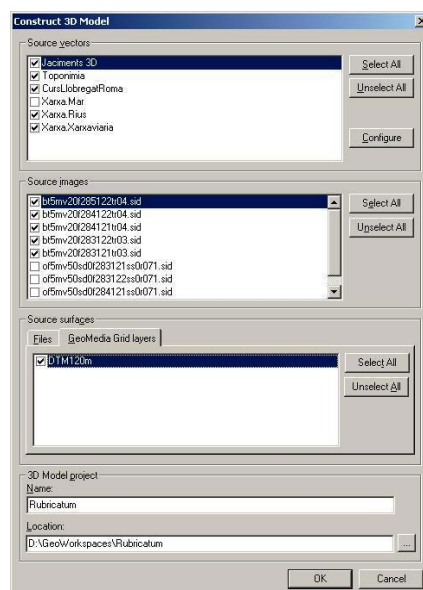 Construct 3D Model
Source vectors
Jaciments 3D
Toponimia
CursLlobregatRoma
Xarxa.Mar
Xarxa.Rius
Xarxa.Xarxaviaria
Select All
Unselect All
Configure
Source images
bt5mv20f285122tr04.sid
bt5mv20f284122tr04.sid
bt5mv20f284121tr04.sid
bt5mv20f283122tr03.sid
bt5mv20f283121tr03.sid
of5mv50sd0f283121ss0r071.sid
of5mv50sd0f283122ss0r071.sid
of5mv50sd0f284121ss0r071.sid
Select All
Unselect All
Source surfaces
Files GeoMedia Grid layers
DTM120m
Select All
Unselect All
3D Model project
Name:
Rubricatum
Location:
D:\GeoWorkspaces\Rubricatum
...
OK Cancel